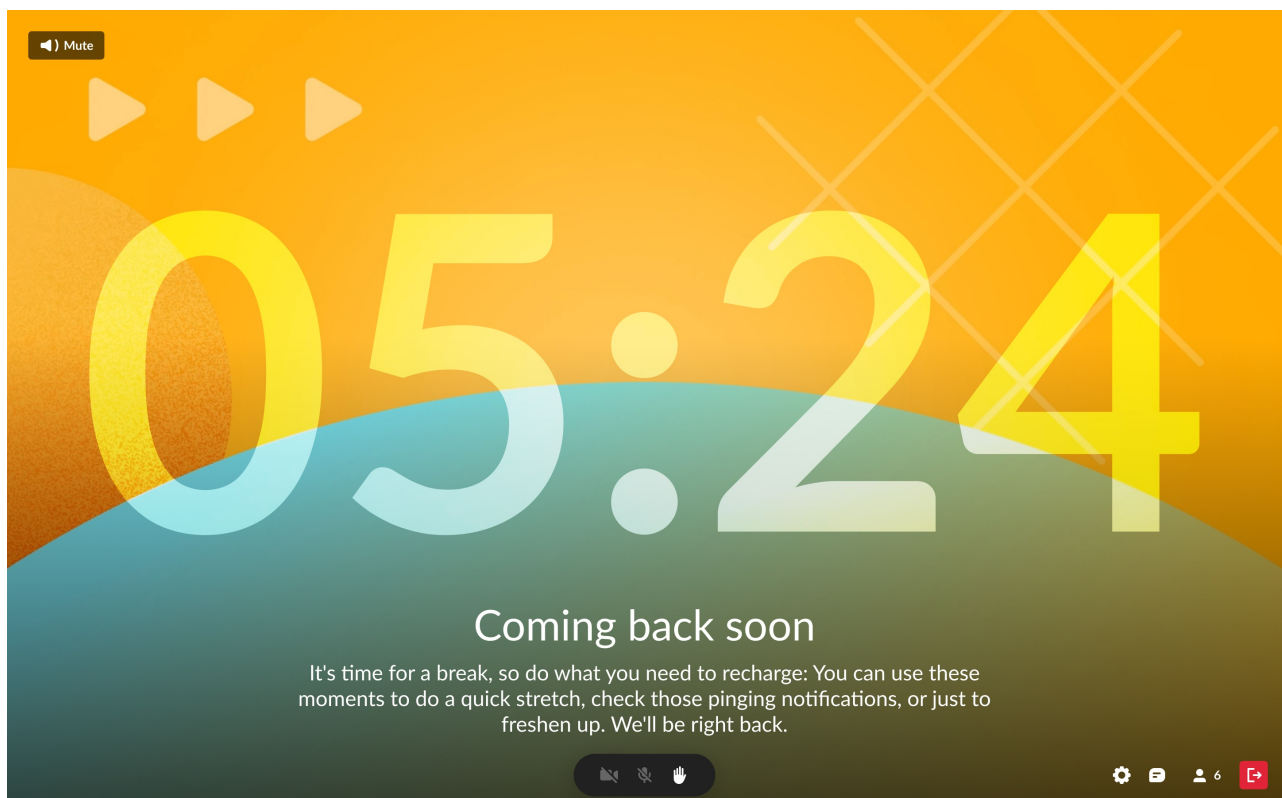 Mute
05:24
Coming back soon
It's time for a break, so do what you need to recharge: You can use these
moments to do a quick stretch, check those pinging notifications, or just to
freshen up. We'll be right back.
6